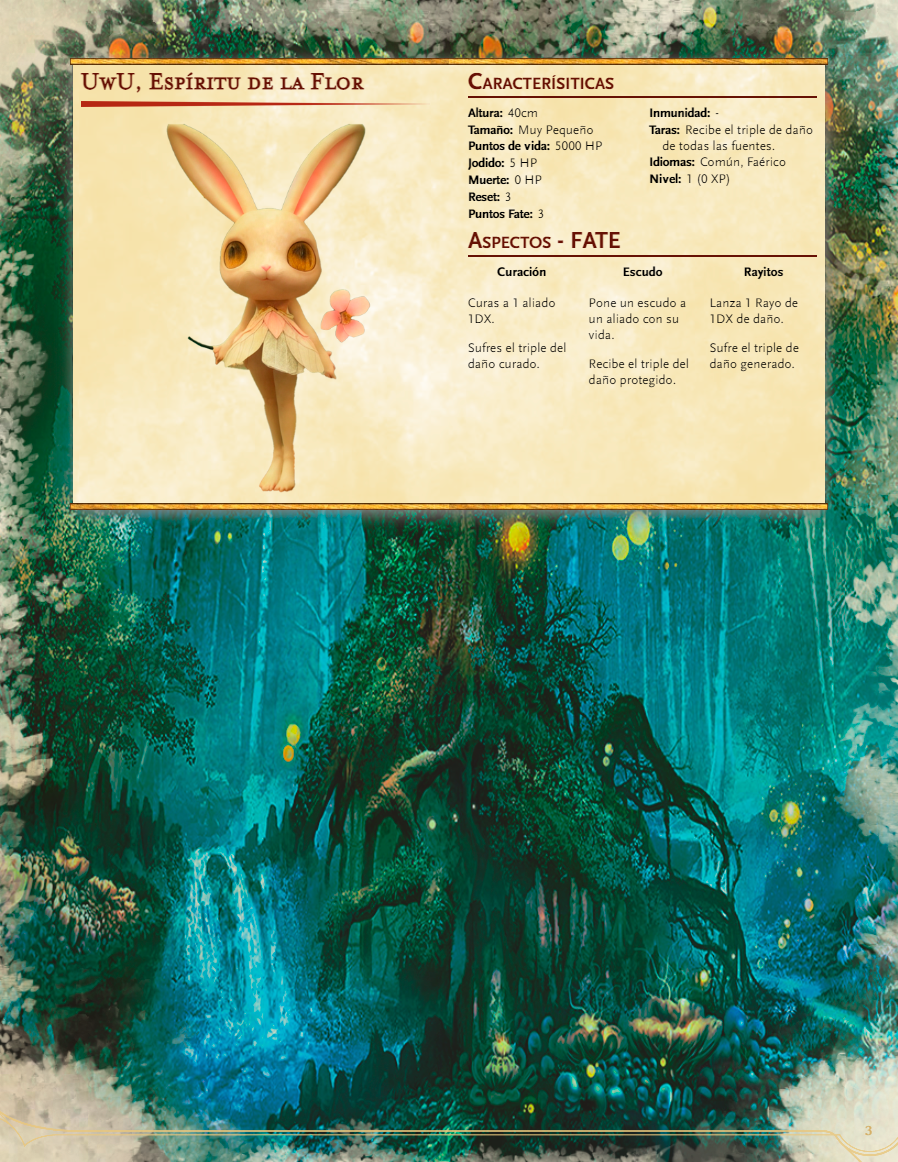 UwU, Espíritu de la Flor
Caracterísiticas
Altura: 40cm
Tamaño: Muy Pequeño
Puntos de vida: 5000 HP
Jodido: 5 HP
Muerte: 0 HP
Reset: 3
Puntos Fate: 3
Inmunidad: -
Taras: Recibe el triple de daño
de todas las fuentes.
Idiomas: Común, Faérico
Nivel: 1 (0 XP)
Aspectos - FATE
Curación
Curas a 1 aliado
1DX.
Sufres el triple del
daño curado.
Escudo
Pone un escudo a
un aliado con su
vida.
Recibe el triple del
daño protegido.
Rayitos
Lanza 1 Rayo de
1DX de daño.
Sufre el triple de
daño generado.
3